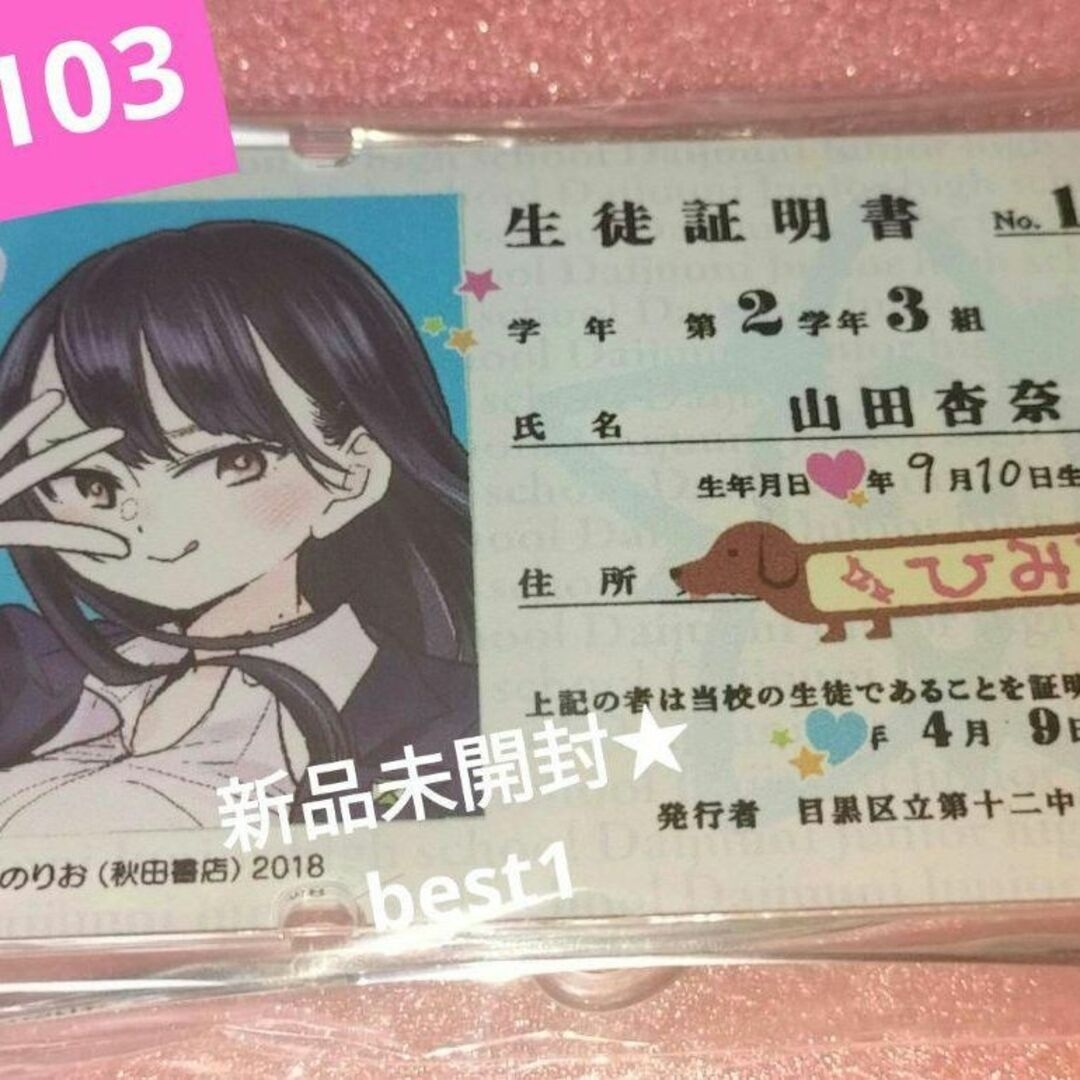 103
生徒証明書 No. 1
学年 第2学年3組
氏名 山田杏奈
生年月日 年 9月10日生
住所
上記の者は当校の生徒であることを証明
4月 9日
発行者 目黒区立第十二中
のりお(秋田書店)2018
新品未開封★
best1